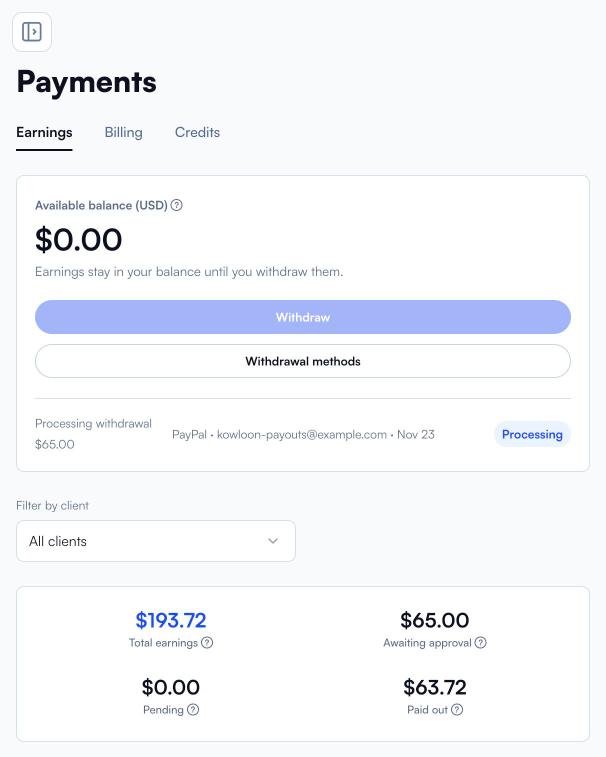 Payments
Earnings Billing Credits
Available balance (USD)
$0.00
Earnings stay in your balance until you withdraw them.
Withdraw
Withdrawal methods
Processing withdrawal
$65.00
PayPal · kowloon-payouts@example.com · Nov 23
Processing
Filter by client
All clients
$193.72
Total earnings
$65.00
Awaiting approval
$0.00
Pending
$63.72
Paid out